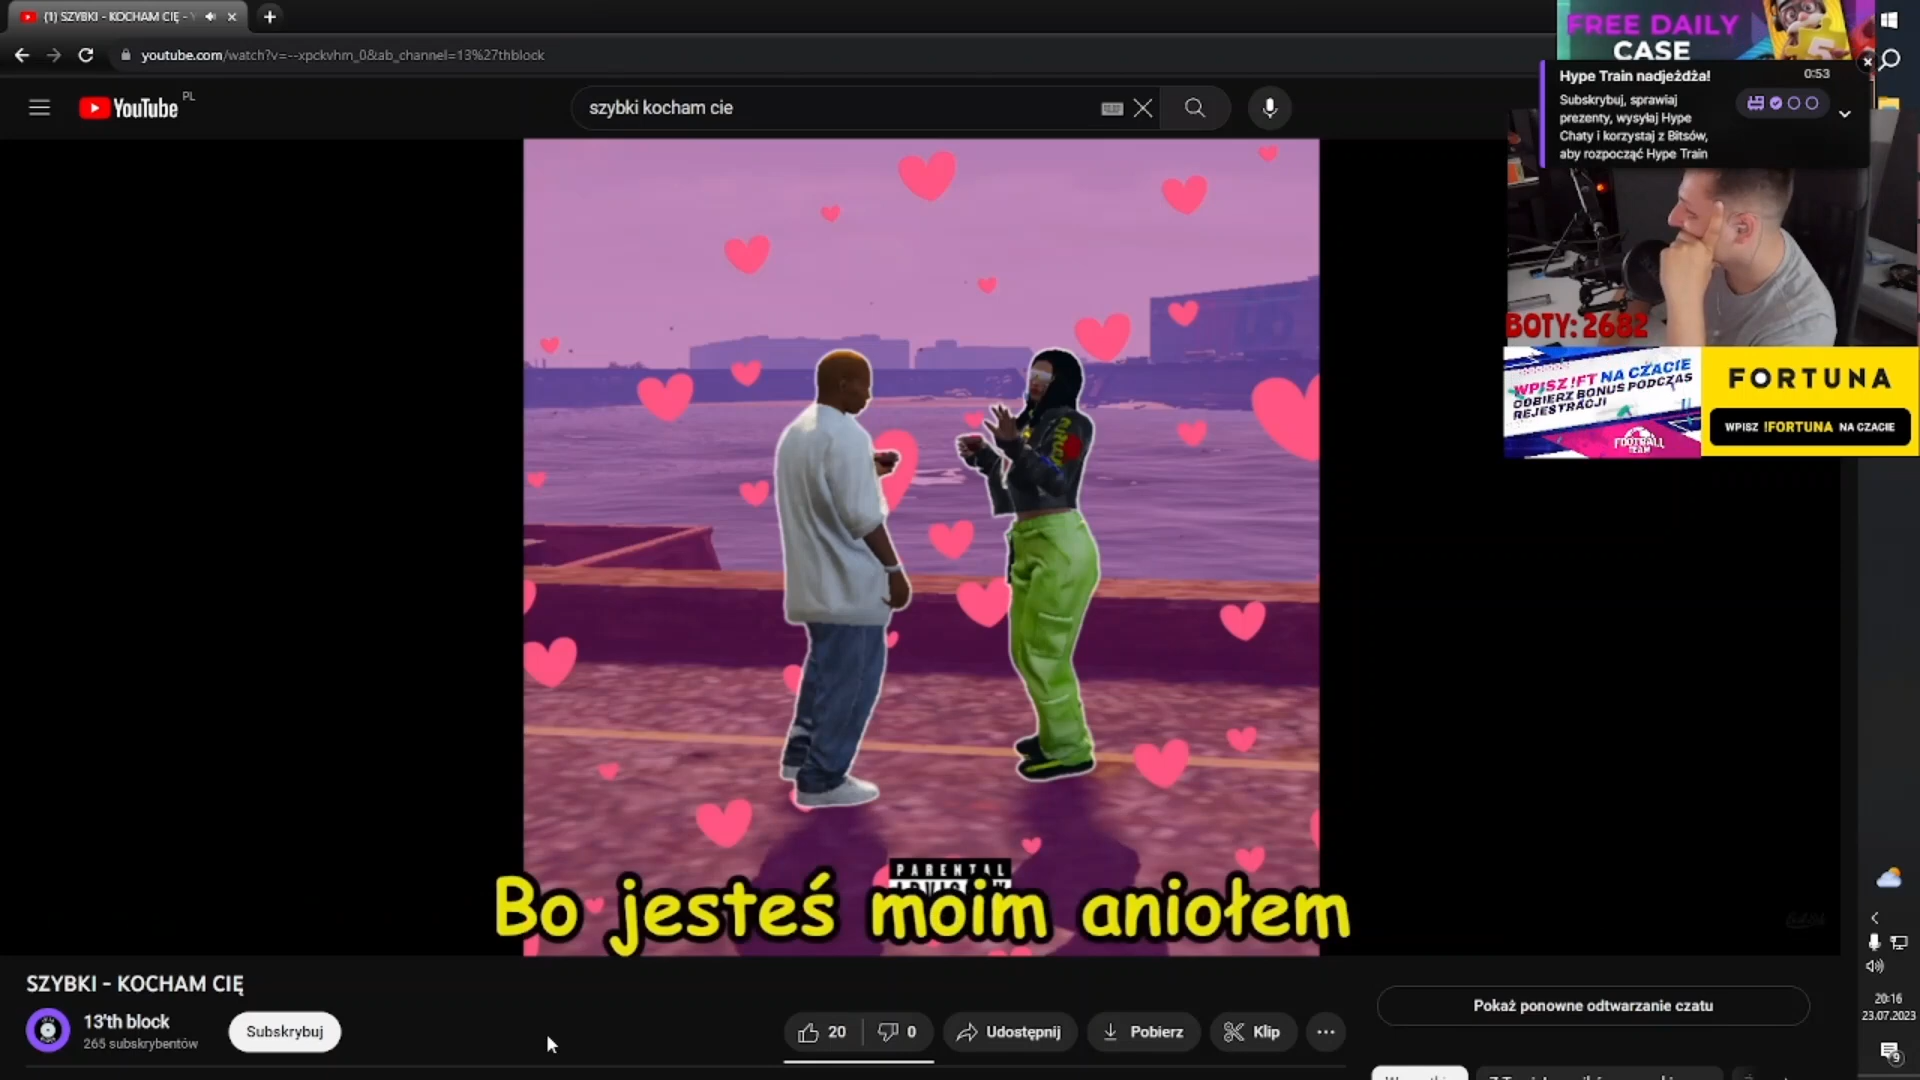 (1) SZYBKI - KOCHAM CIĘ -
youtube.com/watch?v=--xpckvhm_0&ab_channel=13%27thblock
FREE DAILY
CASE
Hype Train nadjeżdża!
0:53
Subskrybuj, sprawiaj
prezenty, wysyłaj Hype
Chaty i korzystaj z Bitsów,
aby rozpocząć Hype Train
YouTube PL
szybki kocham cie
BOTY: 2682
WPISZ !FT NA CZACIE
ODBIERZ BONUS PODCZAS
REJESTRACJI
FOOTBALL
TEAM
FORTUNA
WPISZ !FORTUNA NA CZACIE
PARENTAL
Bo jesteś moim aniołem
SZYBKI - KOCHAM CIĘ
13'th block
265 subskrybentów
Subskrybuj
20
0
Udostępnij
Pobierz
Klip
Pokaż ponowne odtwarzanie czatu
20:16
23.07.2023
9